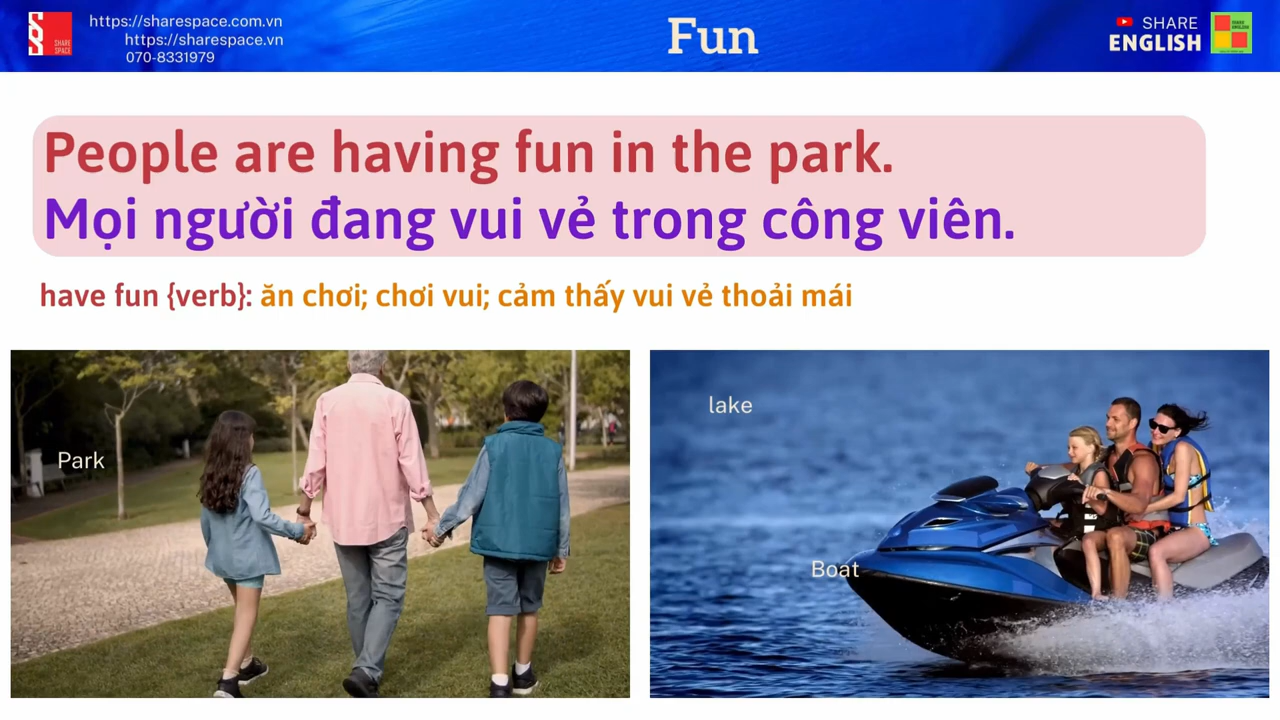 https://sharespace.com.vn
https://sharespace.vn
070-8331979
SHARE
SPACE
Fun
SHARE
ENGLISH
People are having fun in the park.
Mọi người đang vui vẻ trong công viên.
have fun {verb}: ăn chơi; chơi vui; cảm thấy vui vẻ thoải mái
Park
lake
Boat